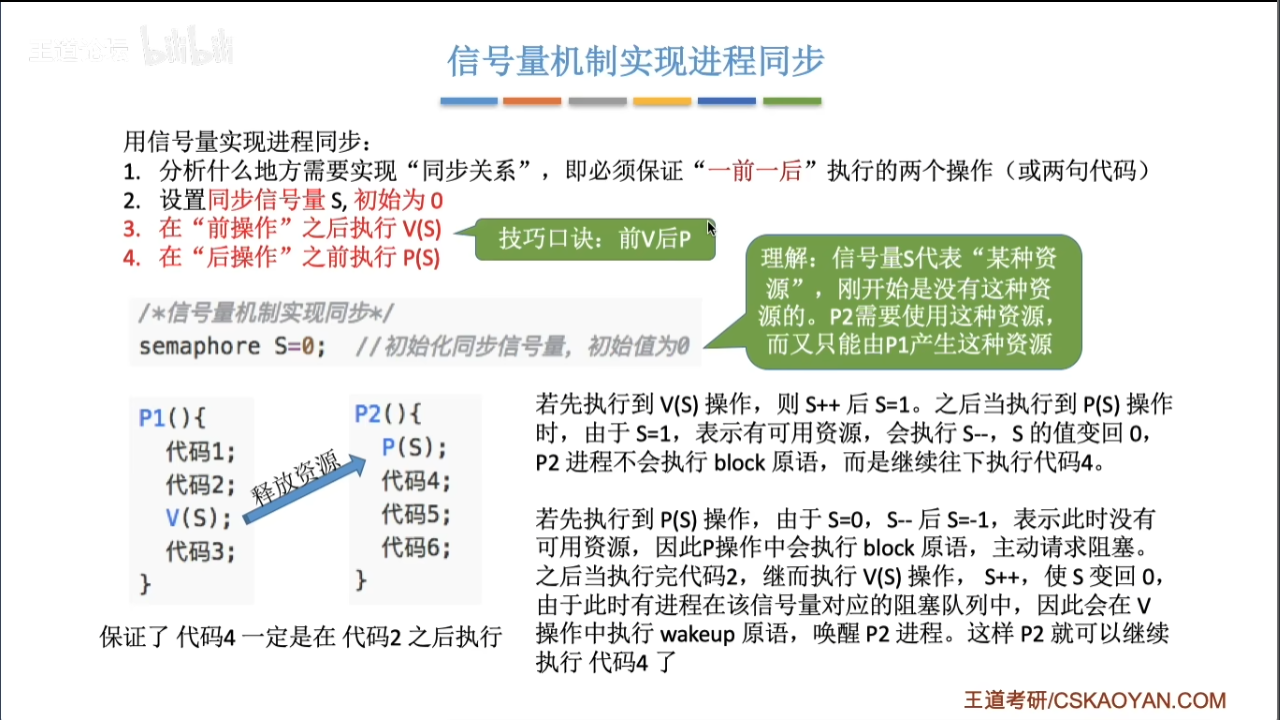 王道论坛 bilibili
信号量机制实现进程同步
用信号量实现进程同步：
1. 分析什么地方需要实现“同步关系”，即必须保证“一前一后”执行的两个操作（或两句代码）
2. 设置同步信号量 S, 初始为 0
3. 在“前操作”之后执行 V(S)
4. 在“后操作”之前执行 P(S)
技巧口诀：前V后P
理解：信号量S代表“某种资
源”，刚开始是没有这种资
源的。P2需要使用这种资源，
而又只能由P1产生这种资源
/*信号量机制实现同步*/
semaphore S=0; //初始化同步信号量，初始值为0
P1(){
代码1;
代码2;
V(S);
代码3;
}
释放资源
P2(){
P(S);
代码4;
代码5;
代码6;
}
保证了 代码4 一定是在 代码2 之后执行
若先执行到 V(S) 操作，则 S++ 后 S=1。之后当执行到 P(S) 操作
时，由于 S=1，表示有可用资源，会执行 S--，S 的值变回 0，
P2 进程不会执行 block 原语，而是继续往下执行代码4。
若先执行到 P(S) 操作，由于 S=0，S-- 后 S=-1，表示此时没有
可用资源，因此P操作中会执行 block 原语，主动请求阻塞。
之后当执行完代码2，继而执行 V(S) 操作， S++，使 S 变回 0，
由于此时有进程在该信号量对应的阻塞队列中，因此会在 V
操作中执行 wakeup 原语，唤醒 P2 进程。这样 P2 就可以继续
执行 代码4 了
王道考研/CSKAOYAN.COM